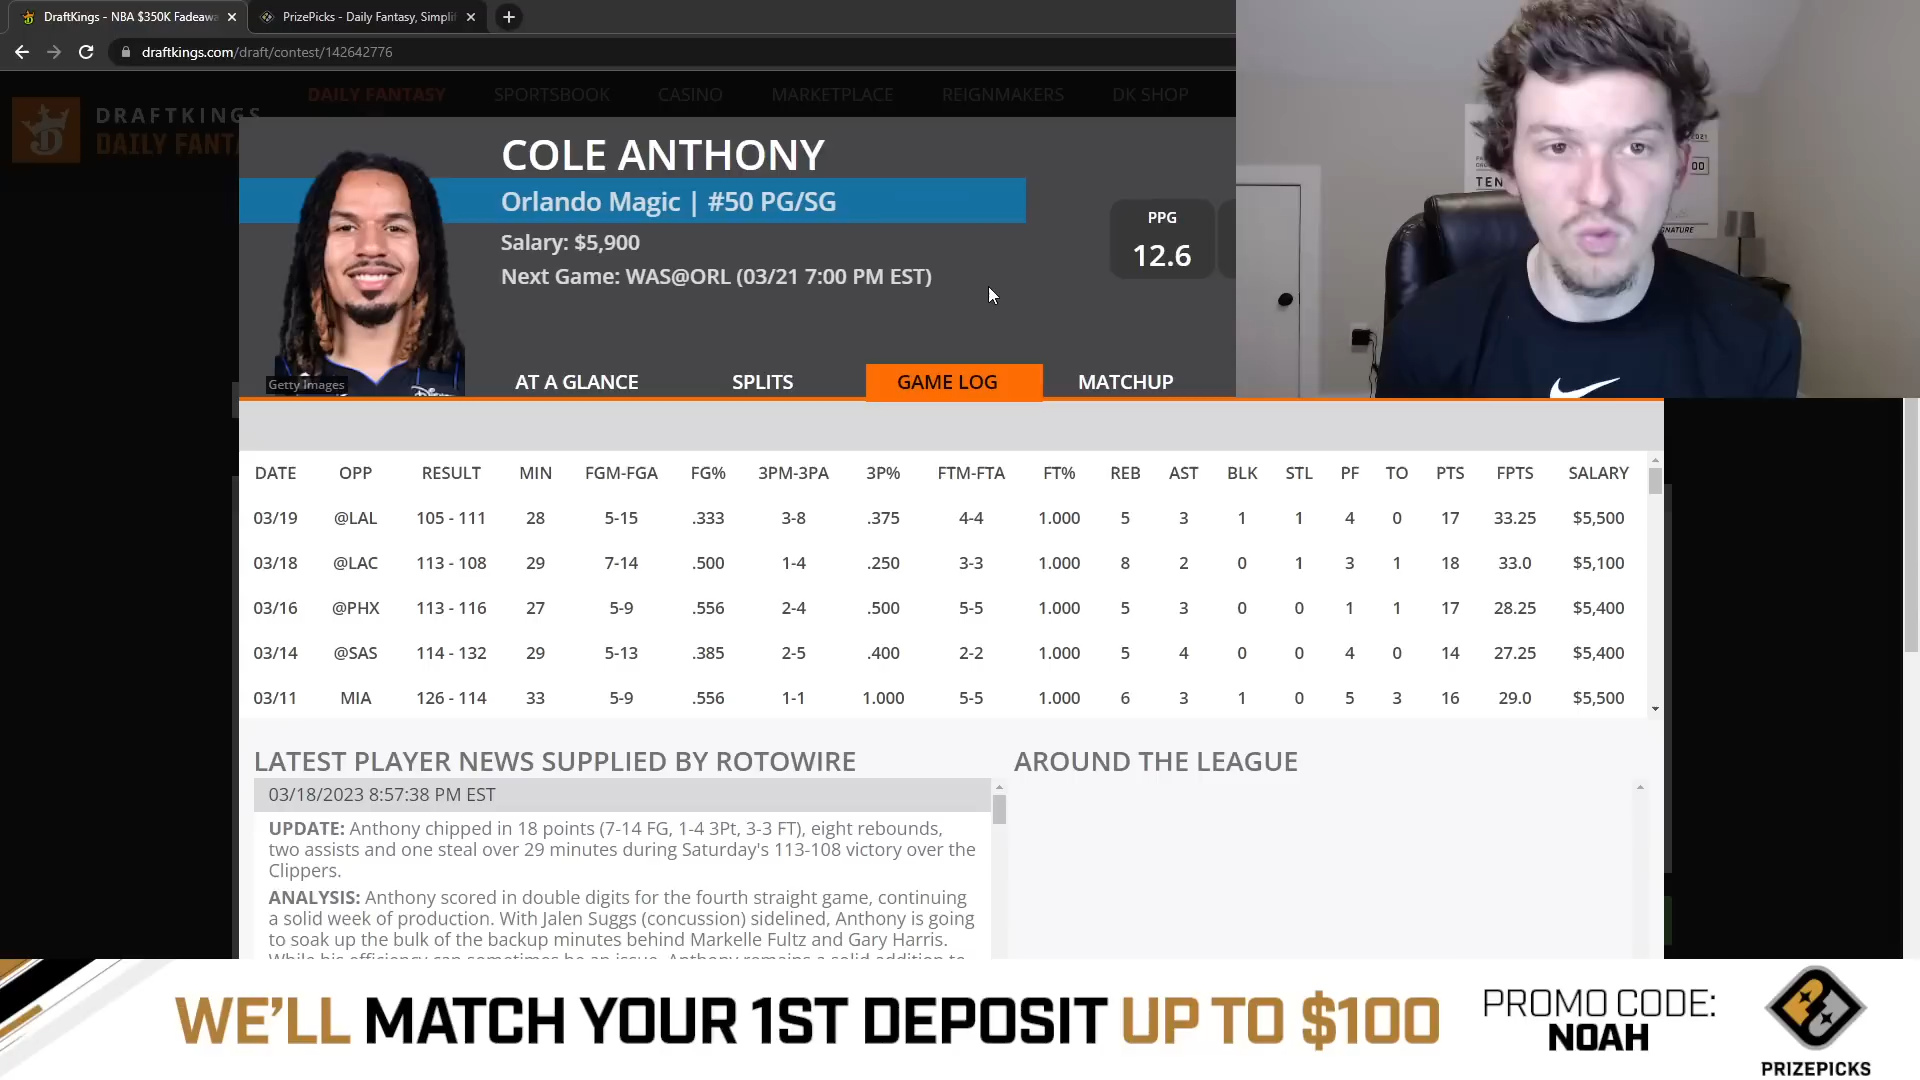 DraftKings - NBA $350K Fadeawa
PrizePicks - Daily Fantasy, Simplif
draftkings.com/draft/contest/142642776
DAILY FANTASY SPORTSBOOK CASINO MARKETPLACE REIGNMAKERS DK SHOP
DRAFTKINGS
DAILY FANT
COLE ANTHONY
Orlando Magic | #50 PG/SG
Salary: $5,900
Next Game: WAS@ORL (03/21 7:00 PM EST)
PPG
12.6
Getty Images
AT A GLANCE SPLITS GAME LOG MATCHUP
TEN
DATE OPP RESULT MIN FGM-FGA FG% 3PM-3PA 3P% FTM-FTA FT% REB AST BLK STL PF TO PTS FPTS SALARY
03/19 @LAL 105 - 111 28 5-15 .333 3-8 .375 4-4 1.000 5 3 1 1 4 0 17 33.25 $5,500
03/18 @LAC 113 - 108 29 7-14 .500 1-4 .250 3-3 1.000 8 2 0 1 3 1 18 33.0 $5,100
03/16 @PHX 113 - 116 27 5-9 .556 2-4 .500 5-5 1.000 5 3 0 0 1 1 17 28.25 $5,400
03/14 @SAS 114 - 132 29 5-13 .385 2-5 .400 2-2 1.000 5 4 0 0 4 0 14 27.25 $5,400
03/11 MIA 126 - 114 33 5-9 .556 1-1 1.000 5-5 1.000 6 3 1 0 5 3 16 29.0 $5,500
LATEST PLAYER NEWS SUPPLIED BY ROTOWIRE
03/18/2023 8:57:38 PM EST
UPDATE: Anthony chipped in 18 points (7-14 FG, 1-4 3Pt, 3-3 FT), eight rebounds,
two assists and one steal over 29 minutes during Saturday's 113-108 victory over the
Clippers.
ANALYSIS: Anthony scored in double digits for the fourth straight game, continuing
a solid week of production. With Jalen Suggs (concussion) sidelined, Anthony is going
to soak up the bulk of the backup minutes behind Markelle Fultz and Gary Harris.
While his efficiency can sometimes be an issue, Anthony remains a solid addition to
AROUND THE LEAGUE
WE'LL MATCH YOUR 1ST DEPOSIT UP TO $100
PROMO CODE:
NOAH
PRIZEPICKS